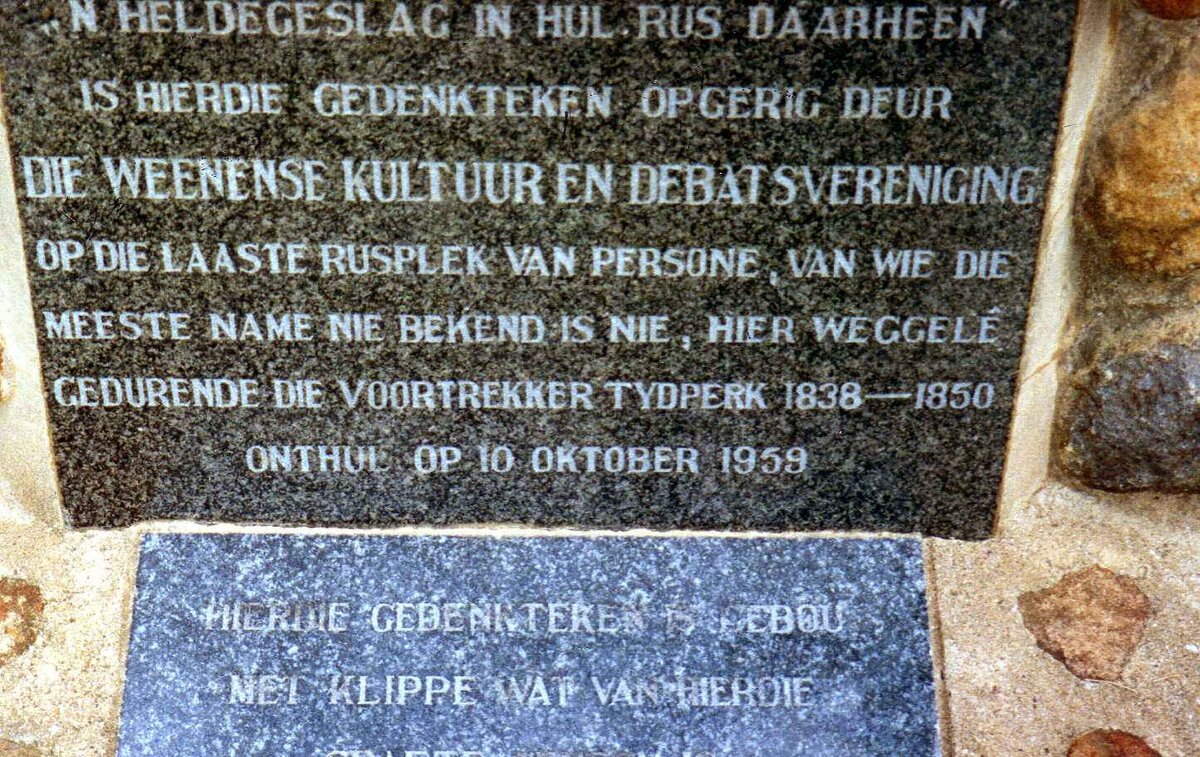 „'N HELDEGESLAG IN HUL RUS DAARHEEN"
IS HIERDIE GEDENKTEKEN OPGERIG DEUR
DIE WEENENSE KULTUUR EN DEBATSVERENIGING
OP DIE LAASTE RUSPLEK VAN PERSONE, VAN WIE DIE
MEESTE NAME NIE BEKEND IS NIE, HIER WEGGELÊ
GEDURENDE DIE VOORTREKKER TYDPERK 1838—1850
ONTHUL OP 10 OKTOBER 1959
HIERDIE GEDENKTEKEN IS GEBOU
MET KLIPPE WAT VAN HIERDIE